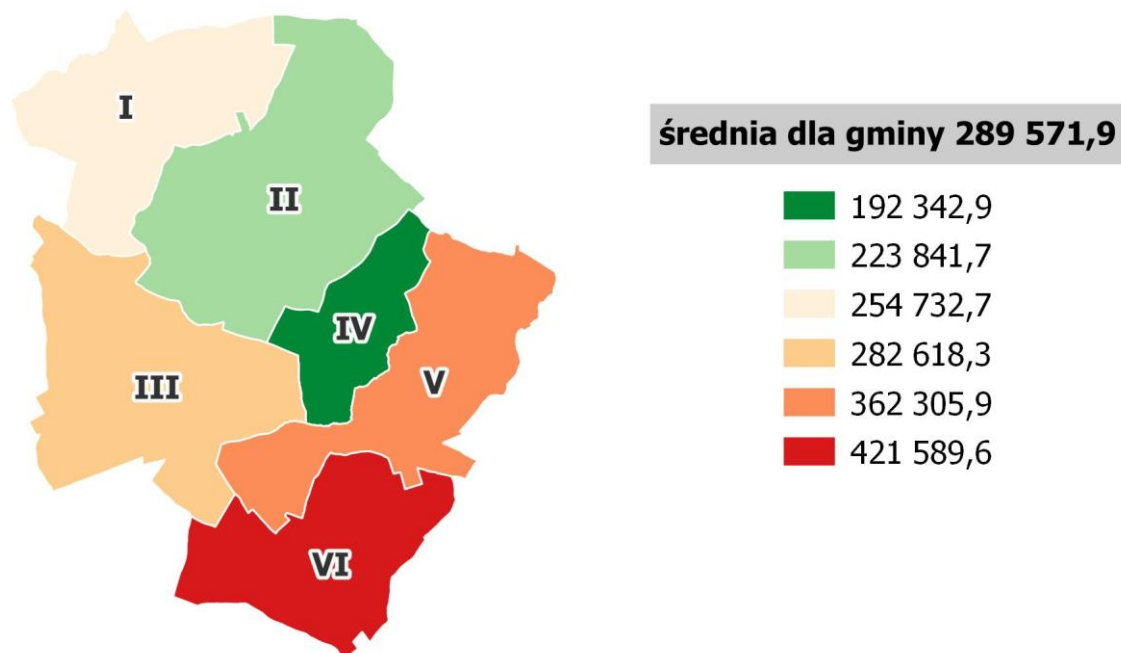 I
II
III
IV
V
VI
średnia dla gminy 289 571,9
192 342,9
223 841,7
254 732,7
282 618,3
362 305,9
421 589,6